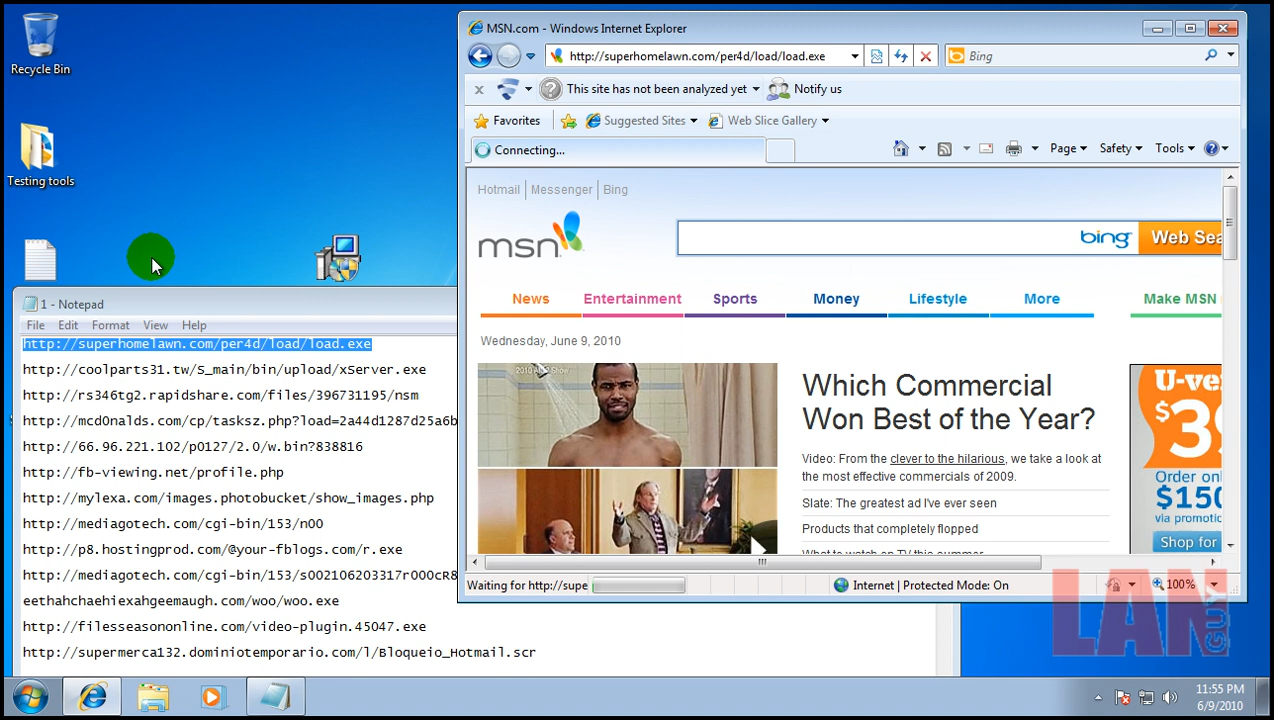 Recycle Bin
Testing tools
MSN.com - Windows Internet Explorer
http://superhomelawn.com/per4d/load/load.exe
Bing
This site has not been analyzed yet
Notify us
Favorites
Suggested Sites
Web Slice Gallery
Connecting...
Page
Safety
Tools
Hotmail
Messenger
Bing
msn
bing
Web Sea
News
Entertainment
Sports
Money
Lifestyle
More
Make MSN
Wednesday, June 9, 2010
2010 AICP Show
Which Commercial
Won Best of the Year?
Video: From the clever to the hilarious, we take a look at
the most effective commercials of 2009.
Slate: The greatest ad I've ever seen
Products that completely flopped
What to watch on TV this summer
U-ve
$3
Order onl
$150
via promotic
Shop for
Waiting for http://supe
Internet | Protected Mode: On
100%
1 - Notepad
File Edit Format View Help
http://superhomelawn.com/per4d/load/load.exe
http://coolparts31.tw/S_main/bin/upload/xServer.exe
http://rs346tg2.rapidshare.com/files/396731195/nsm
http://mcd0nalds.com/cp/tasksz.php?load=2a44d1287d25a6b
http://66.96.221.102/p0127/2.0/w.bin?838816
http://fb-viewing.net/profile.php
http://mylexa.com/images.photobucket/show_images.php
http://mediagotech.com/cgi-bin/153/n00
http://p8.hostingprod.com/@your-fblogs.com/r.exe
http://mediagotech.com/cgi-bin/153/s002106203317r000cR8
eethahchaehiexahgeemaugh.com/woo/woo.exe
http://filesseasononline.com/video-plugin.45047.exe
http://supermerca132.dominiotemporario.com/l/Bloqueio_Hotmail.scr
LAN
GUY
11:55 PM
6/9/2010